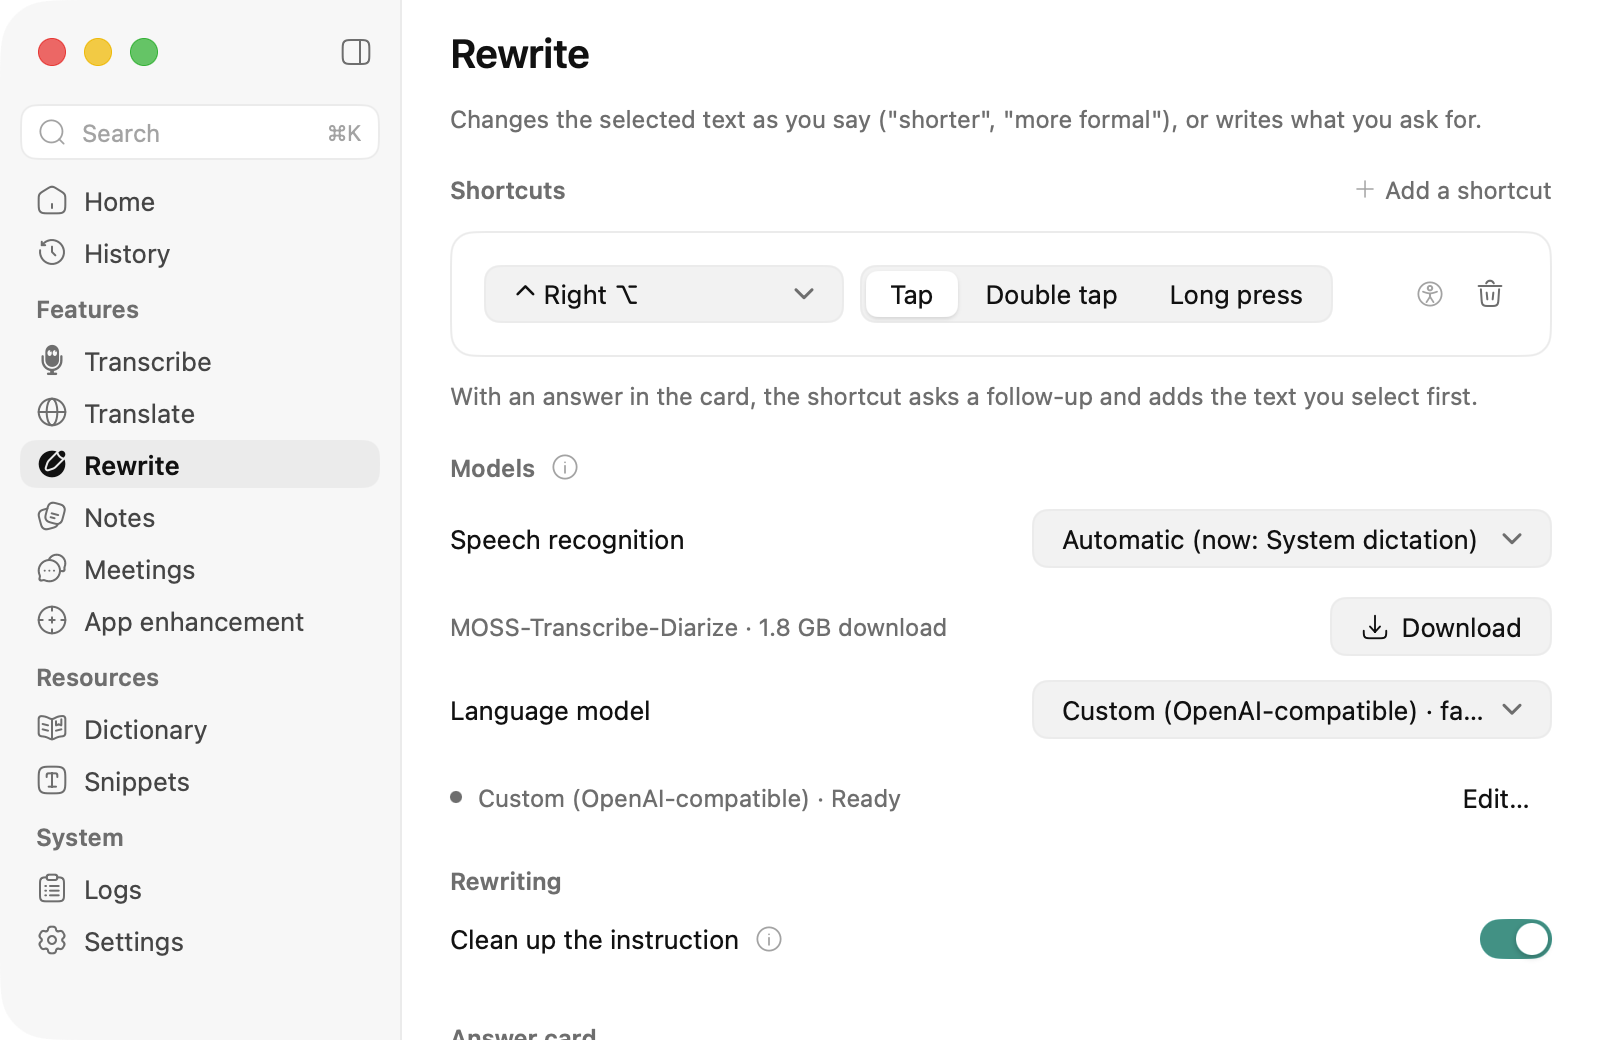 Search ⌘K
Home
History
Features
Transcribe
Translate
Rewrite
Notes
Meetings
App enhancement
Resources
Dictionary
Snippets
System
Logs
Settings
Rewrite
Changes the selected text as you say ("shorter", "more formal"), or writes what you ask for.
Shortcuts
+ Add a shortcut
^ Right ⌥
Tap Double tap Long press
With an answer in the card, the shortcut asks a follow-up and adds the text you select first.
Models
Speech recognition
Automatic (now: System dictation)
MOSS-Transcribe-Diarize · 1.8 GB download
Download
Language model
Custom (OpenAI-compatible) · fa...
Custom (OpenAI-compatible) · Ready
Edit...
Rewriting
Clean up the instruction
Answer card